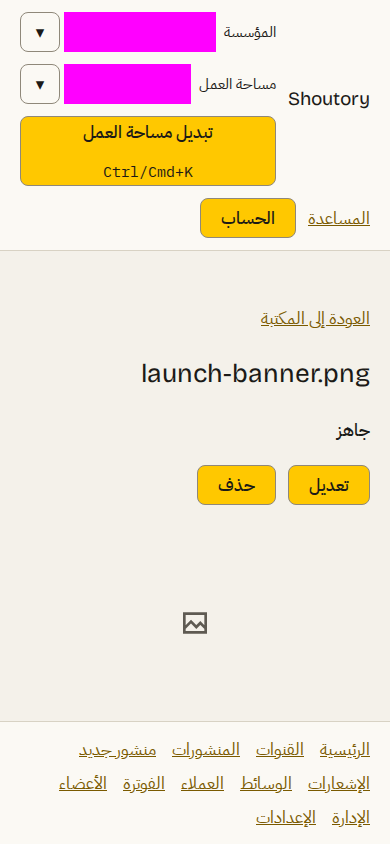 Shoutory
المؤسسة ▼
مساحة العمل ▼
تبديل مساحة العمل
Ctrl/Cmd+K
المساعدة الحساب
العودة إلى المكتبة
launch-banner.png
جاهز
تعديل حذف
الرئيسية القنوات المنشورات منشور جديد
الإشعارات الوسائط العملاء الفوترة الأعضاء
الإدارة الإعدادات